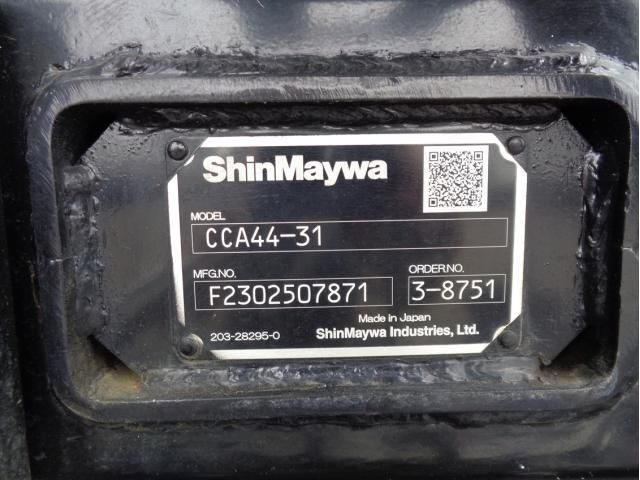 ShinMaywa
MODEL
CCA44-31
MFG.NO. ORDER.NO.
F2302507871 3-8751
Made in Japan
203-28295-0 ShinMaywa Industries, Ltd.